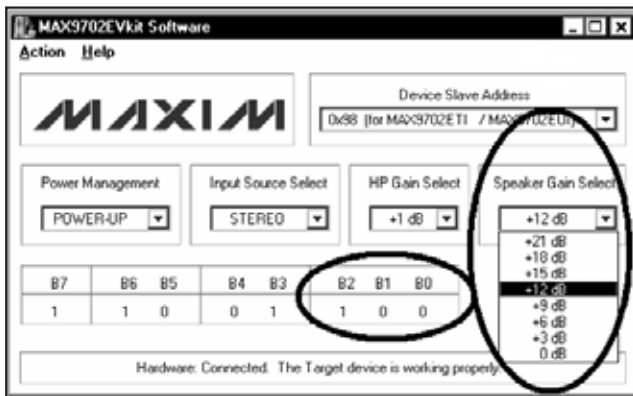 MAX9702EVkit Software
Action Help
MAXIM
Device Slave Address
0x98 (for MAX9702ETI / MAX9702EUI)
Power Management
Input Source Select
HP Gain Select
Speaker Gain Select
POWER-UP
STEREO
+1 dB
+12 dB
+21 dB
+18 dB
+15 dB
+12 dB
+9 dB
+6 dB
+3 dB
0 dB
B7 B6 B5 B4 B3 B2 B1 B0
1 1 0 0 1 1 0 0
Hardware: Connected. The Target device is working properly.